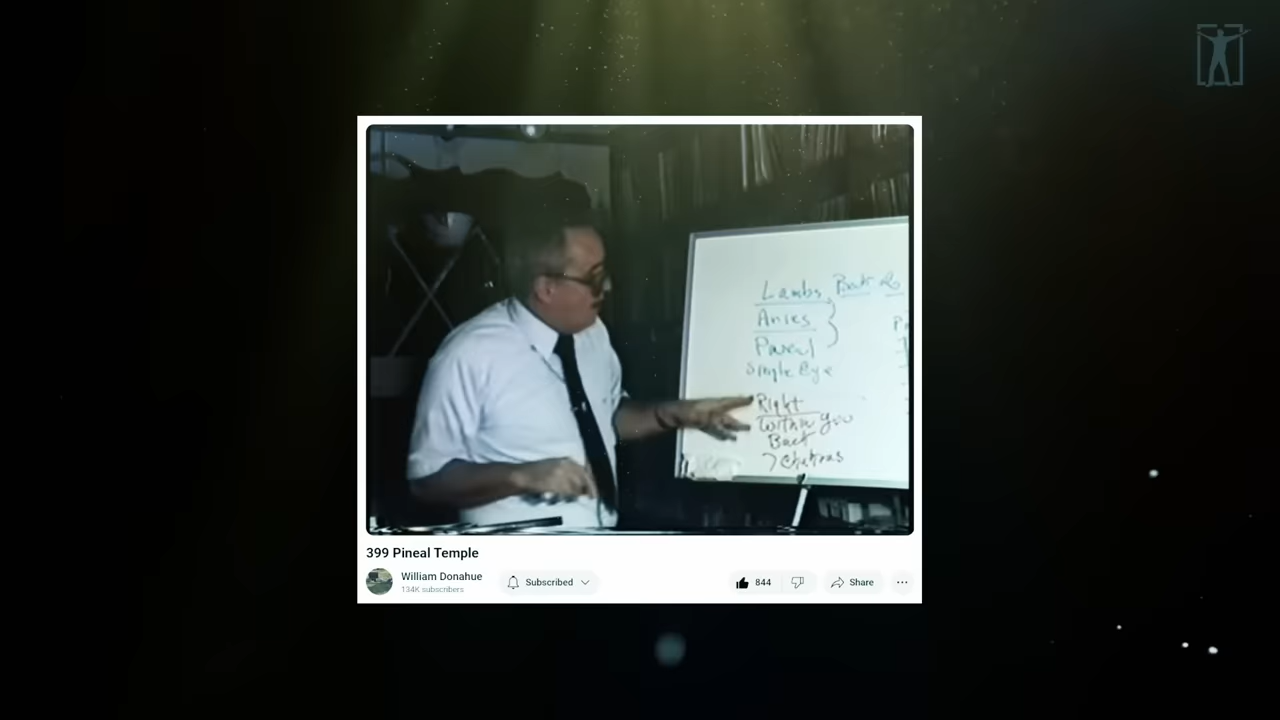 Lambs, Book
Aries
Pineal
Single Eye
Right
Within you
Back
7 Chakras
399 Pineal Temple
William Donahue
134K subscribers
Subscribed
844
Share